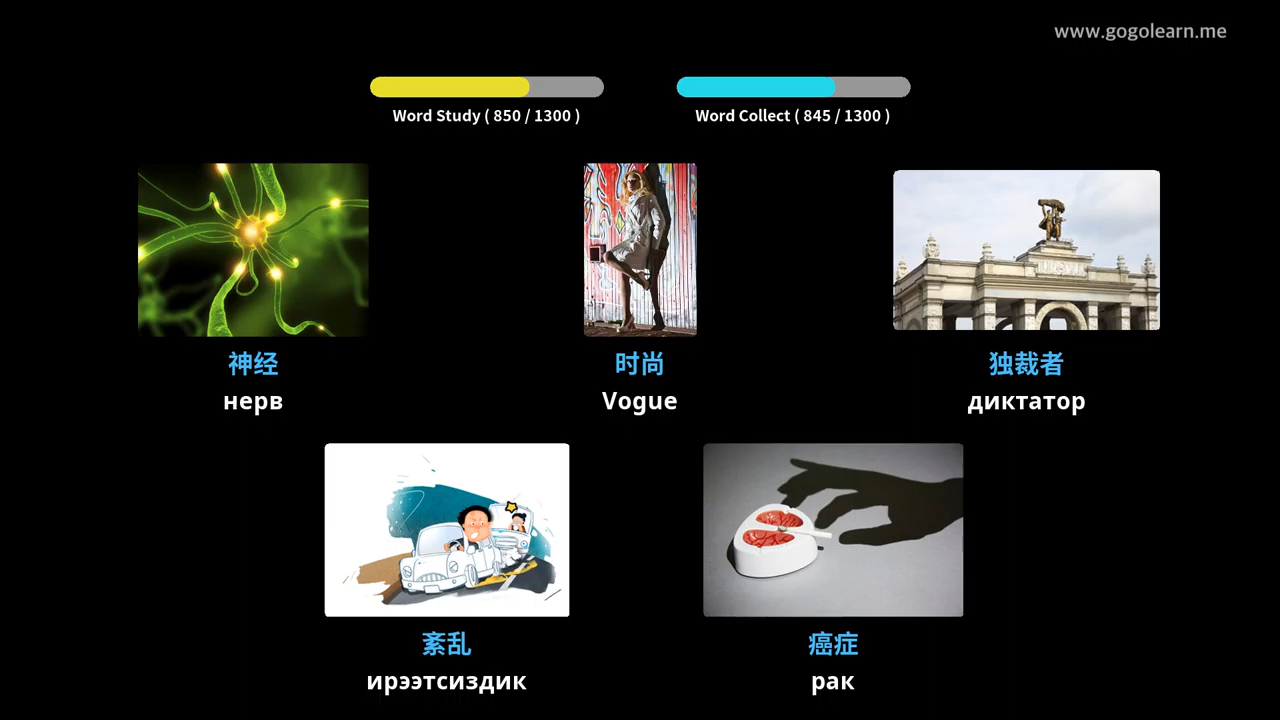 www.gogolearn.me
Word Study ( 850 / 1300 )
Word Collect ( 845 / 1300 )
神经
нерв
时尚
Vogue
独裁者
диктатор
紊乱
ирээтсиздик
癌症
рак